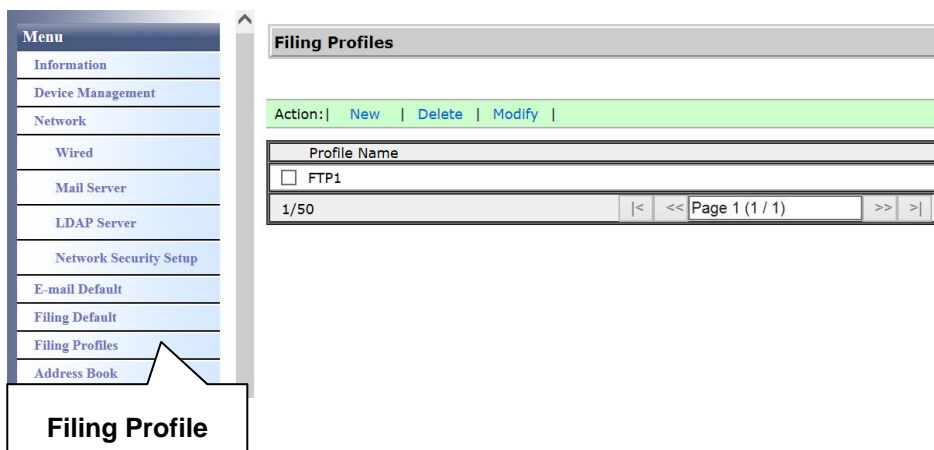 Menu
Information
Device Management
Network
Wired
Mail Server
LDAP Server
Network Security Setup
E-mail Default
Filing Default
Filing Profiles
Address Book
Filing Profile
Filing Profiles
Action:| New | Delete | Modify |
Profile Name
FTP1
1/50 |< << Page 1 (1 / 1) >> >|